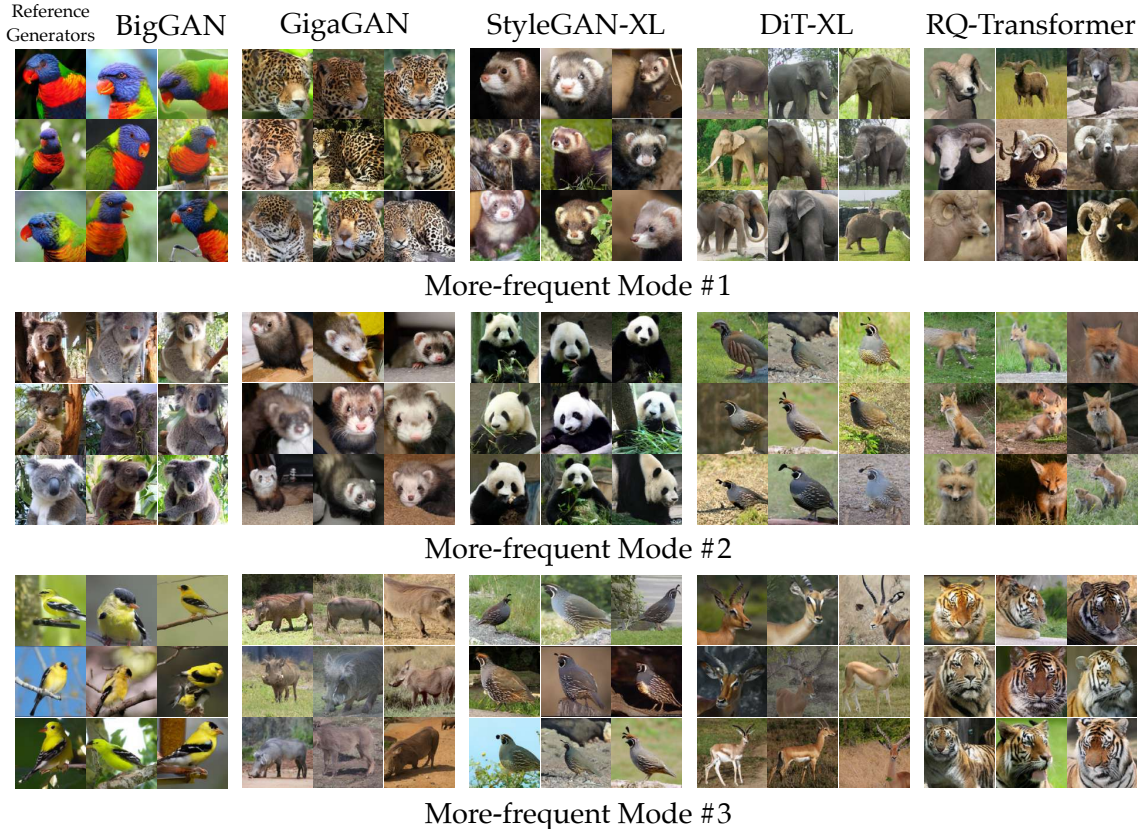 Reference Generators
BigGAN
GigaGAN
StyleGAN-XL
DiT-XL
RQ-Transformer
More-frequent Mode #1
More-frequent Mode #2
More-frequent Mode #3